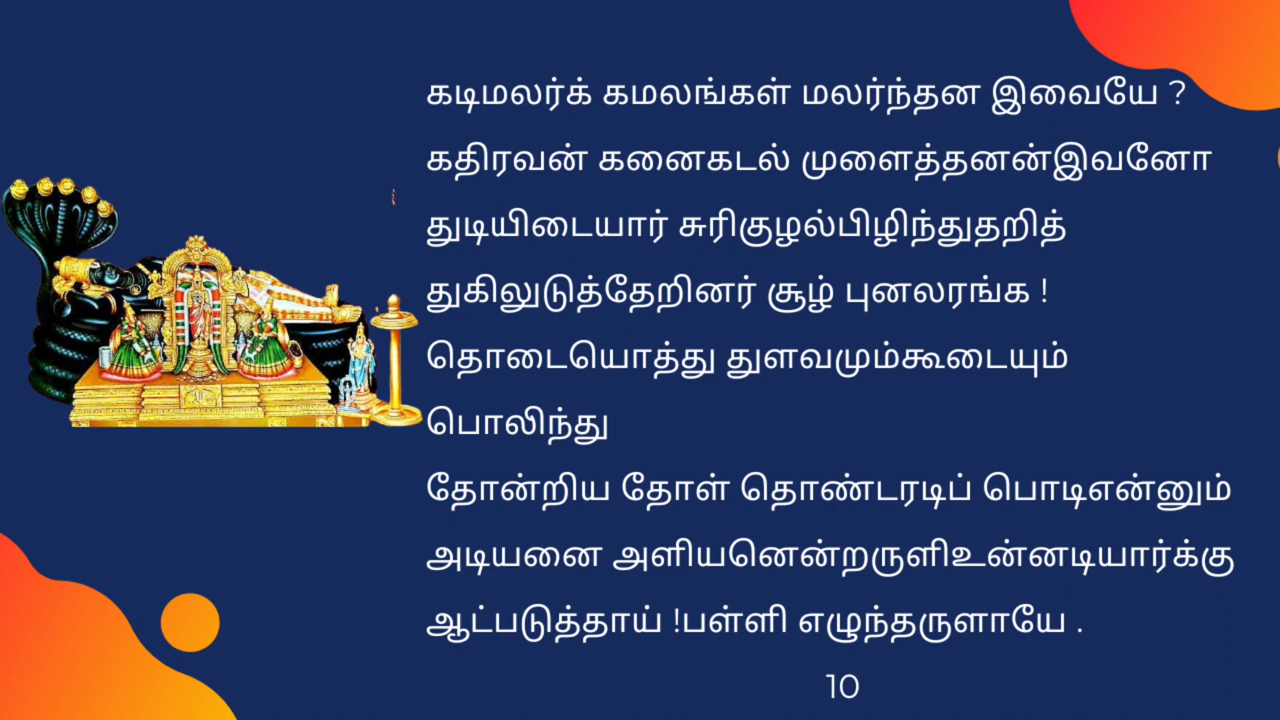 கடிமலர்க் கமலங்கள் மலர்ந்தன இவையே ?
கதிரவன் கனைகடல் முளைத்தனன்இவனோ
துடியிடையார் சுரிகுழல்பிழிந்துதறித்
துகிலுடுத்தேறினர் சூழ் புனலரங்க !
தொடையொத்து துளவமும்கூடையும்
பொலிந்து
தோன்றிய தோள் தொண்டரடிப் பொடிஎன்னும்
அடியனை அளியனென்றருளிஉன்னடியார்க்கு
ஆட்படுத்தாய் !பள்ளி எழுந்தருளாயே .
10